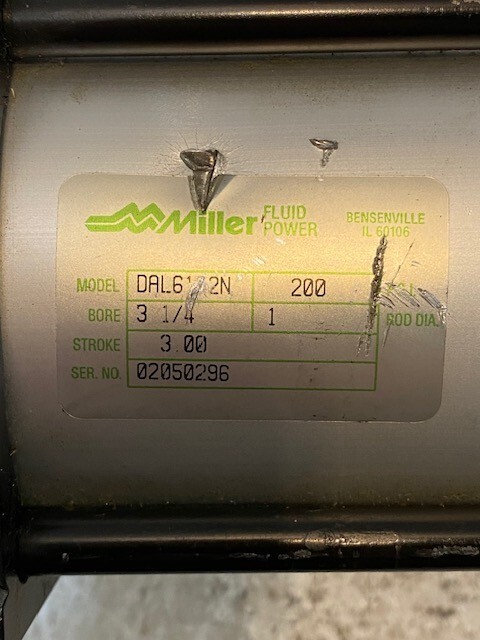 Miller FLUID POWER
BENSENVILLE
IL 60106
MODEL 200
BORE 3 1/4 1 ROD DIA.
STROKE 3.00
SER. NO. 02050296